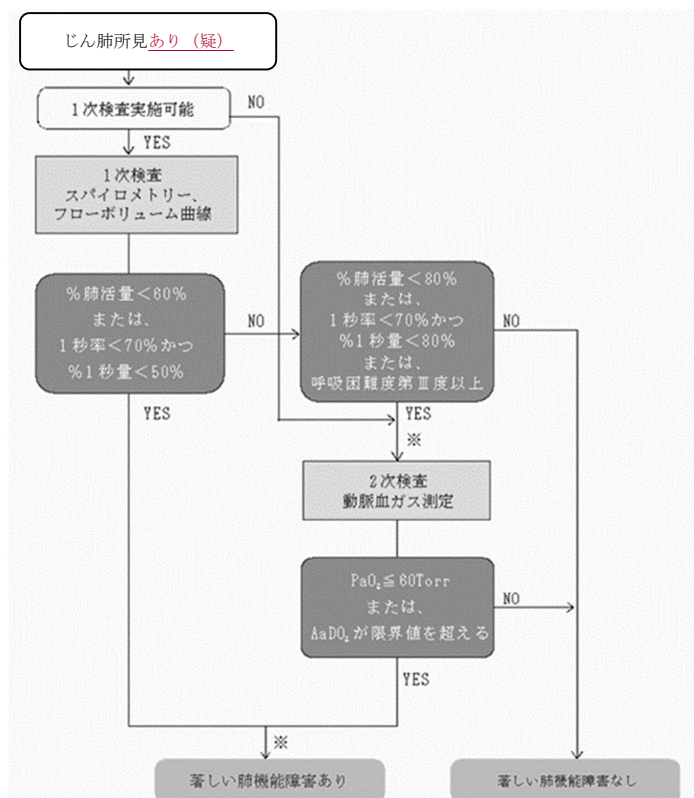 じん肺所見あり（疑）
1次検査実施可能
NO
YES
1次検査
スパイロメトリー、
フローボリューム曲線
%肺活量<60%
または、
1秒率<70%かつ
%1秒量<50%
NO
YES
%肺活量<80%
または、
1秒率<70%かつ
%1秒量<80%
または、
呼吸困難度第Ⅲ度以上
NO
YES
※
2次検査
動脈血ガス測定
PaO₂≦60Torr
または、
AaDO₂が限界値を超える
NO
YES
※
著しい肺機能障害あり
著しい肺機能障害なし